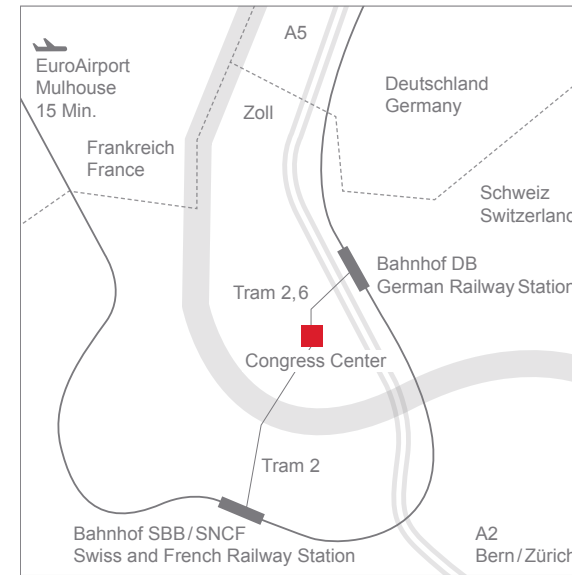 A5
EuroAirport
Mulhouse
15 Min.
Deutschland
Germany
Zoll
Frankreich
France
Schweiz
Switzerland
Bahnhof DB
German Railway Station
Tram 2,6
Congress Center
Tram 2
Bahnhof SBB/SNCF
Swiss and French Railway Station
A2
Bern/Zürich